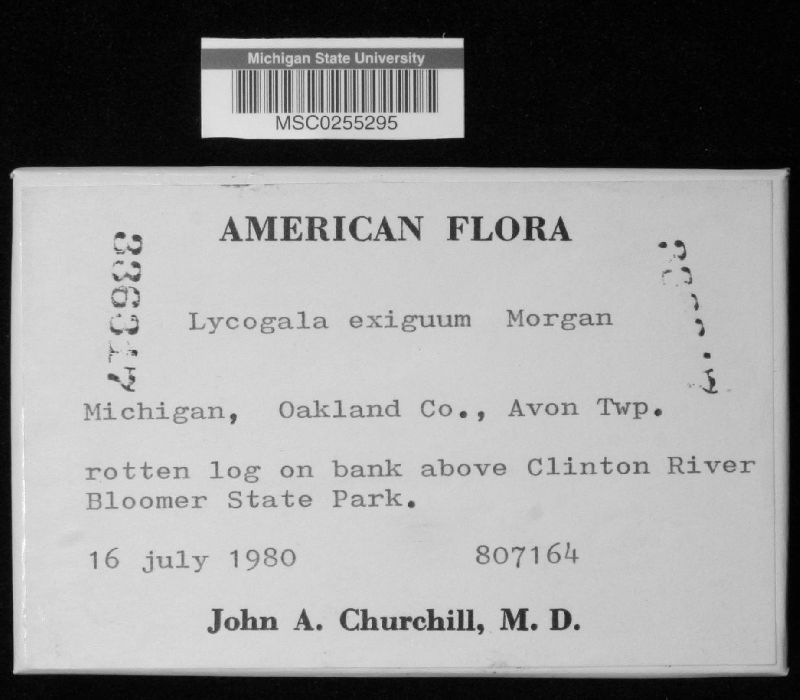 Michigan State University
MSC0255295
AMERICAN FLORA
336317
Lycogala exiguum Morgan
Michigan, Oakland Co., Avon Twp.
rotten log on bank above Clinton River
Bloomer State Park.
16 july 1980 807164
John A. Churchill, M. D.